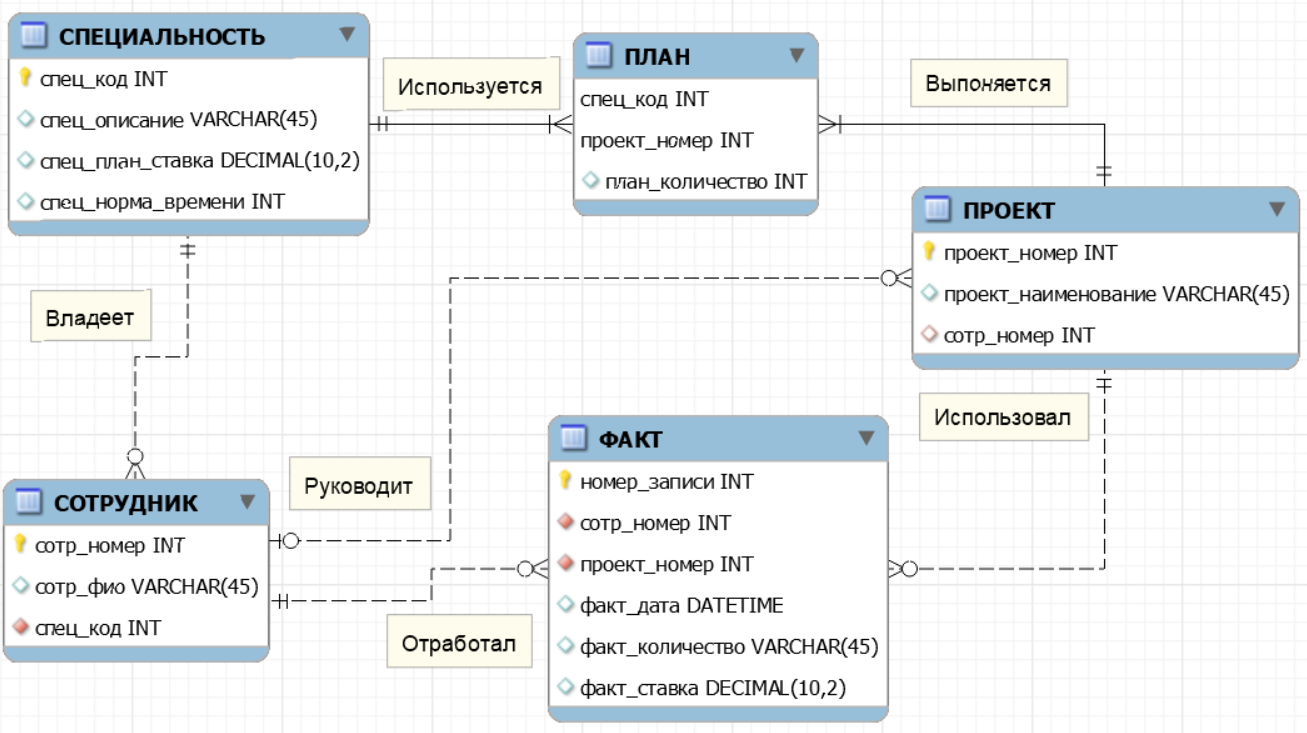 СПЕЦИАЛЬНОСТЬ
спец_код INT
спец_описание VARCHAR(45)
спец_план_ставка DECIMAL(10,2)
спец_норма_времени INT
Используется
ПЛАН
спец_код INT
проект_номер INT
план_количество INT
Выпоняется
ПРОЕКТ
проект_номер INT
проект_наименование VARCHAR(45)
сотр_номер INT
Владеет
Использовал
Руководит
СОТРУДНИК
сотр_номер INT
сотр_фио VARCHAR(45)
спец_код INT
Отработал
ФАКТ
номер_записи INT
сотр_номер INT
проект_номер INT
факт_дата DATETIME
факт_количество VARCHAR(45)
факт_ставка DECIMAL(10,2)